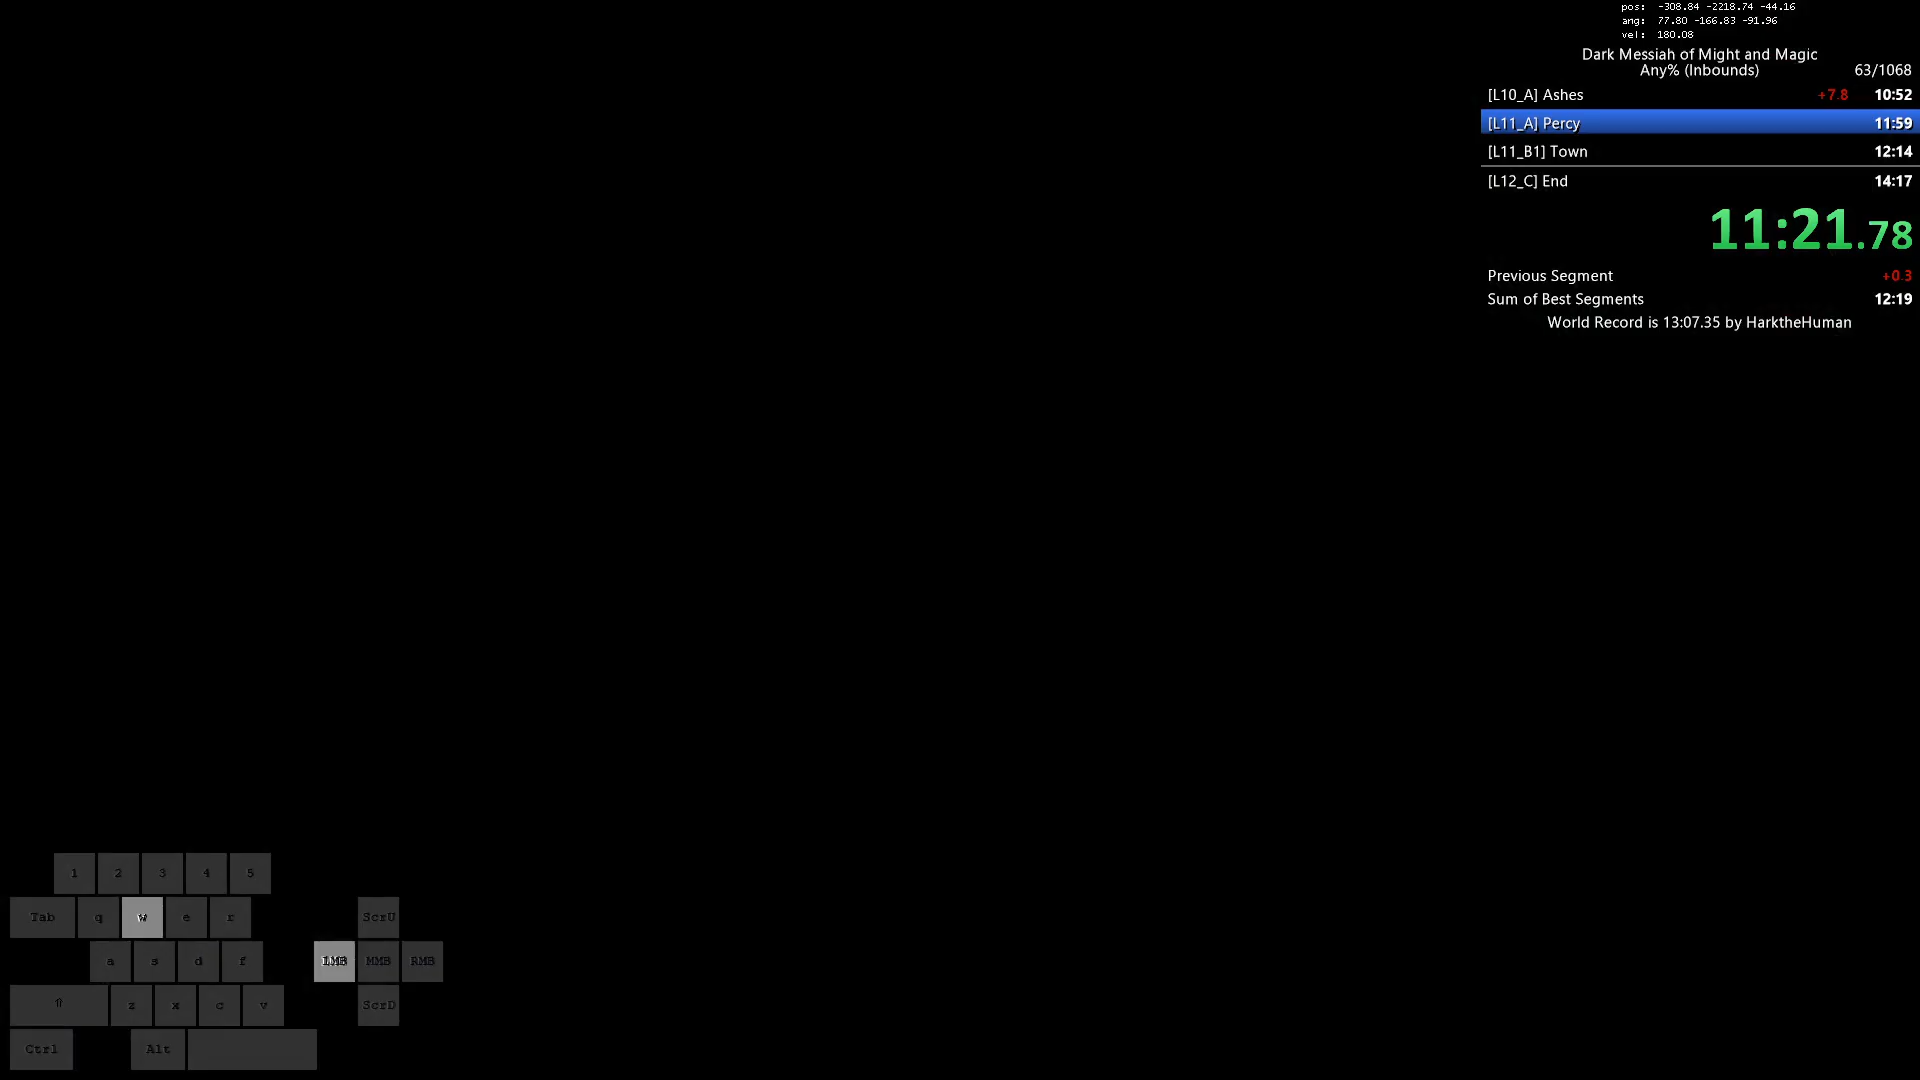 pos: -308.84 -2218.74 -44.16
ang: 77.80 -166.83 -91.96
vel: 180.08
Dark Messiah of Might and Magic
Any% (Inbounds) 63/1068
[L10_A] Ashes +7.8 10:52
[L11_A] Percy 11:59
[L11_B1] Town 12:14
[L12_C] End 14:17
11:21.78
Previous Segment +0.3
Sum of Best Segments 12:19
World Record is 13:07.35 by HarktheHuman
1 2 3 4 5
Tab q w e r ScrU
a s d f LMB MMB RMB
⇧ z x c v ScrD
Ctrl Alt